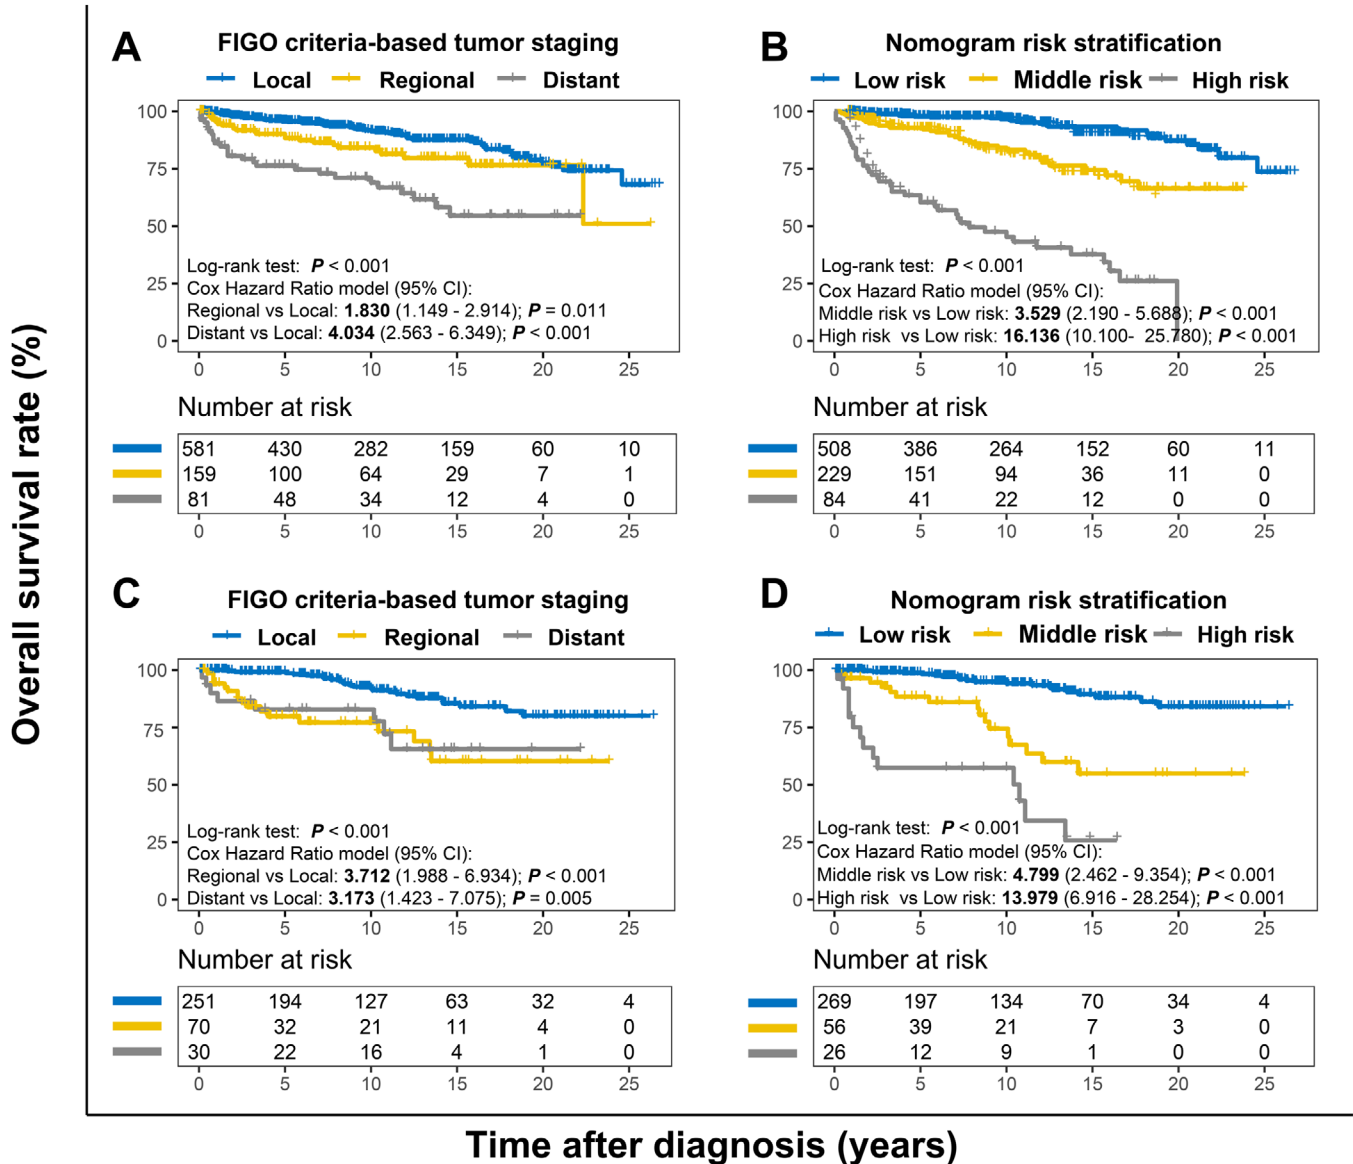 Overall survival rate (%)
A
FIGO criteria-based tumor staging
Local Regional Distant
100
75
50
25
0
Log-rank test: P < 0.001
Cox Hazard Ratio model (95% CI):
Regional vs Local: 1.830 (1.149 - 2.914); P = 0.011
Distant vs Local: 4.034 (2.563 - 6.349); P < 0.001
0 5 10 15 20 25
Number at risk
581 430 282 159 60 10
159 100 64 29 7 1
81 48 34 12 4 0
0 5 10 15 20 25
B
Nomogram risk stratification
Low risk Middle risk High risk
100
75
50
25
0
Log-rank test: P < 0.001
Cox Hazard Ratio model (95% CI):
Middle risk vs Low risk: 3.529 (2.190 - 5.688); P < 0.001
High risk vs Low risk: 16.136 (10.100- 25.780); P < 0.001
0 5 10 15 20 25
Number at risk
508 386 264 152 60 11
229 151 94 36 11 0
84 41 22 12 0 0
0 5 10 15 20 25
C
FIGO criteria-based tumor staging
Local Regional Distant
100
75
50
25
0
Log-rank test: P < 0.001
Cox Hazard Ratio model (95% CI):
Regional vs Local: 3.712 (1.988 - 6.934); P < 0.001
Distant vs Local: 3.173 (1.423 - 7.075); P = 0.005
0 5 10 15 20 25
Number at risk
251 194 127 63 32 4
70 32 21 11 4 0
30 22 16 4 1 0
0 5 10 15 20 25
D
Nomogram risk stratification
Low risk Middle risk High risk
100
75
50
25
0
Log-rank test: P < 0.001
Cox Hazard Ratio model (95% CI):
Middle risk vs Low risk: 4.799 (2.462 - 9.354); P < 0.001
High risk vs Low risk: 13.979 (6.916 - 28.254); P < 0.001
0 5 10 15 20 25
Number at risk
269 197 134 70 34 4
56 39 21 7 3 0
26 12 9 1 0 0
0 5 10 15 20 25
Time after diagnosis (years)